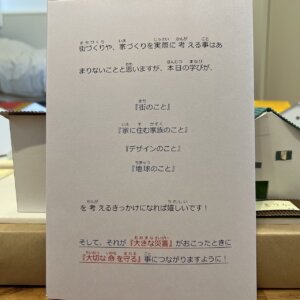 街づくりや、家づくりを実際に考える事はあ
まりないことと思いますが、本日の学びが、
『街のこと』
『家に住む家族のこと』
『デザインのこと』
『地球のこと』
を考えるきっかけになれば嬉しいです！
そして、それが『大きな災害』がおこったときに
『大切な命を守る』事につながりますように！